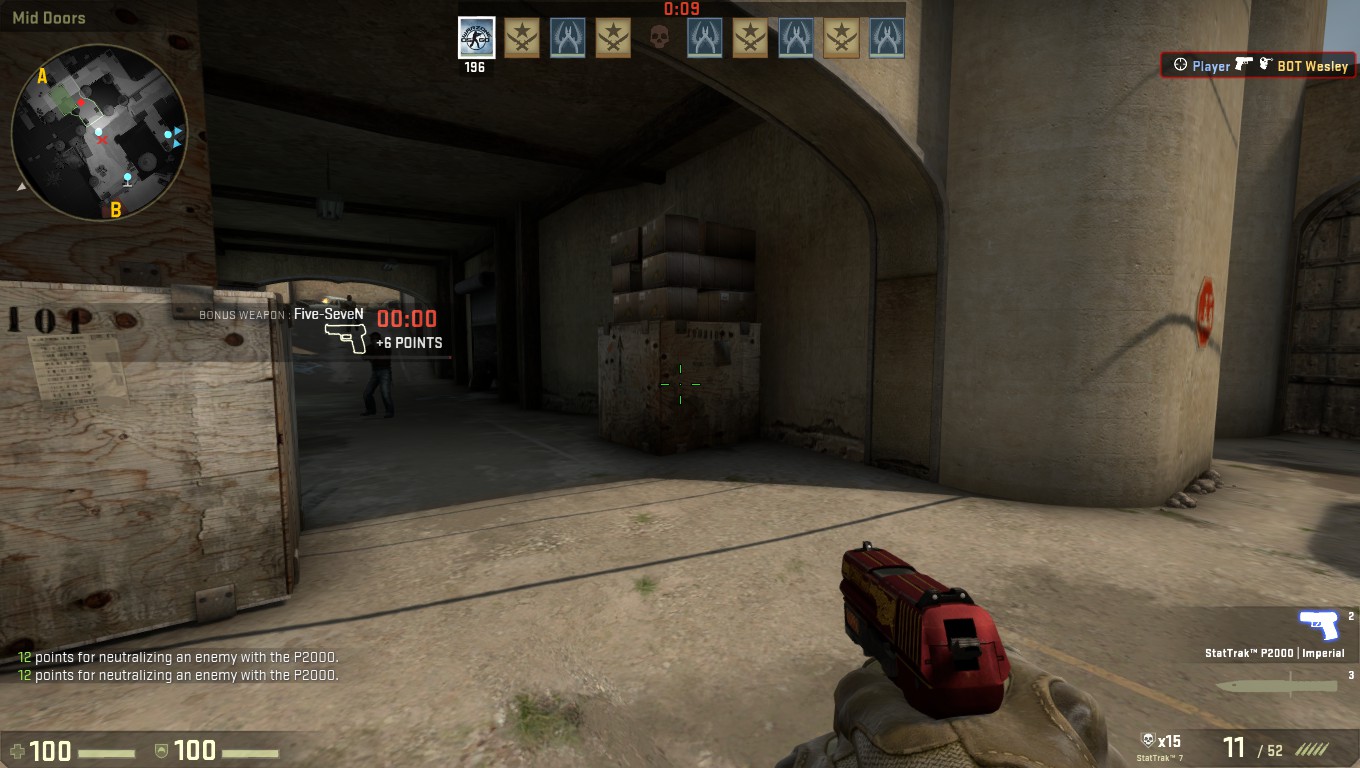 Mid Doors
0:09
196
A
B
Player BOT Wesley
101
BONUS WEAPON : Five-SeveN
00:00
+6 POINTS
2
StatTrak™ P2000 | Imperial
3
12 points for neutralizing an enemy with the P2000.
12 points for neutralizing an enemy with the P2000.
100 100
x15
StatTrak™ 7
11 / 52